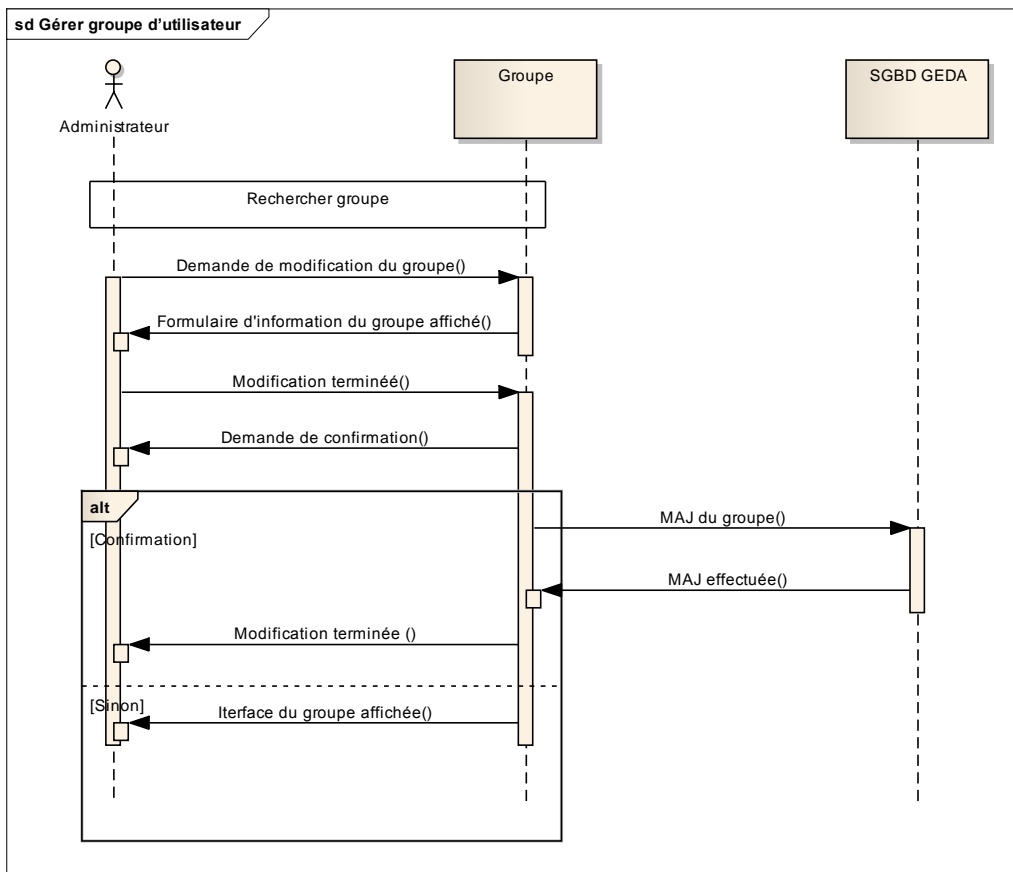 sd Gérer groupe d'utilisateur
Administrateur
Groupe
SGBD GEDA
Rechercher groupe
Demande de modification du groupe()
Formulaire d'information du groupe affiché()
Modification terminéé()
Demande de confirmation()
alt
MAJ du groupe()
[Confirmation]
MAJ effectuée()
Modification terminée ()
[Sinon]
Iterface du groupe affichée()